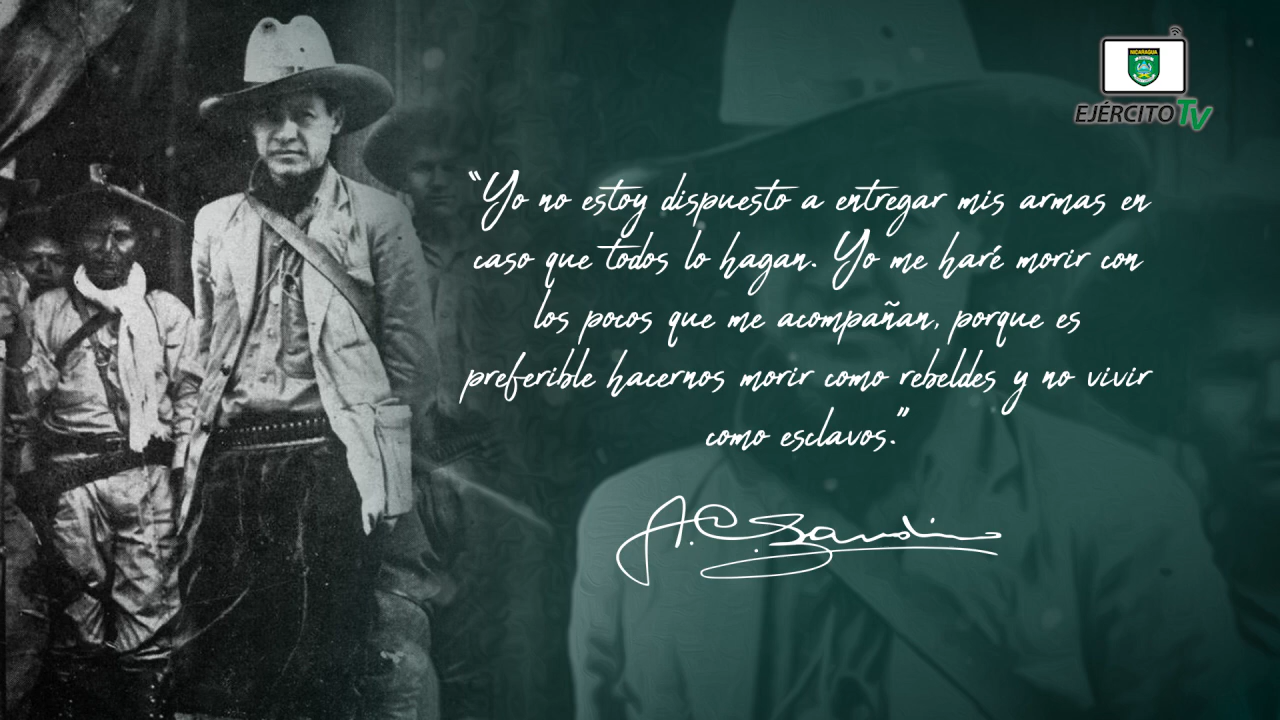 NICARAGUA
EJÉRCITO TV
“Yo no estoy dispuesto a entregar mis armas en
caso que todos lo hagan. Yo me haré morir con
los pocos que me acompañan, porque es
preferible hacernos morir como rebeldes y no vivir
como esclavos.”
A.C. Sandino